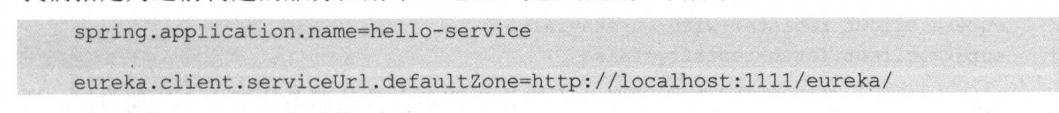 spring.application.name=hello-service
eureka.client.serviceUrl.defaultZone=http://localhost:1111/eureka/